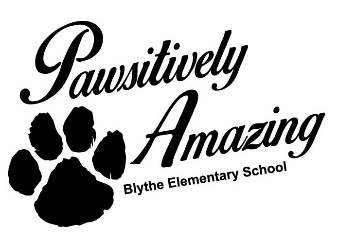 Pawsitively
Amazing
Blythe Elementary School